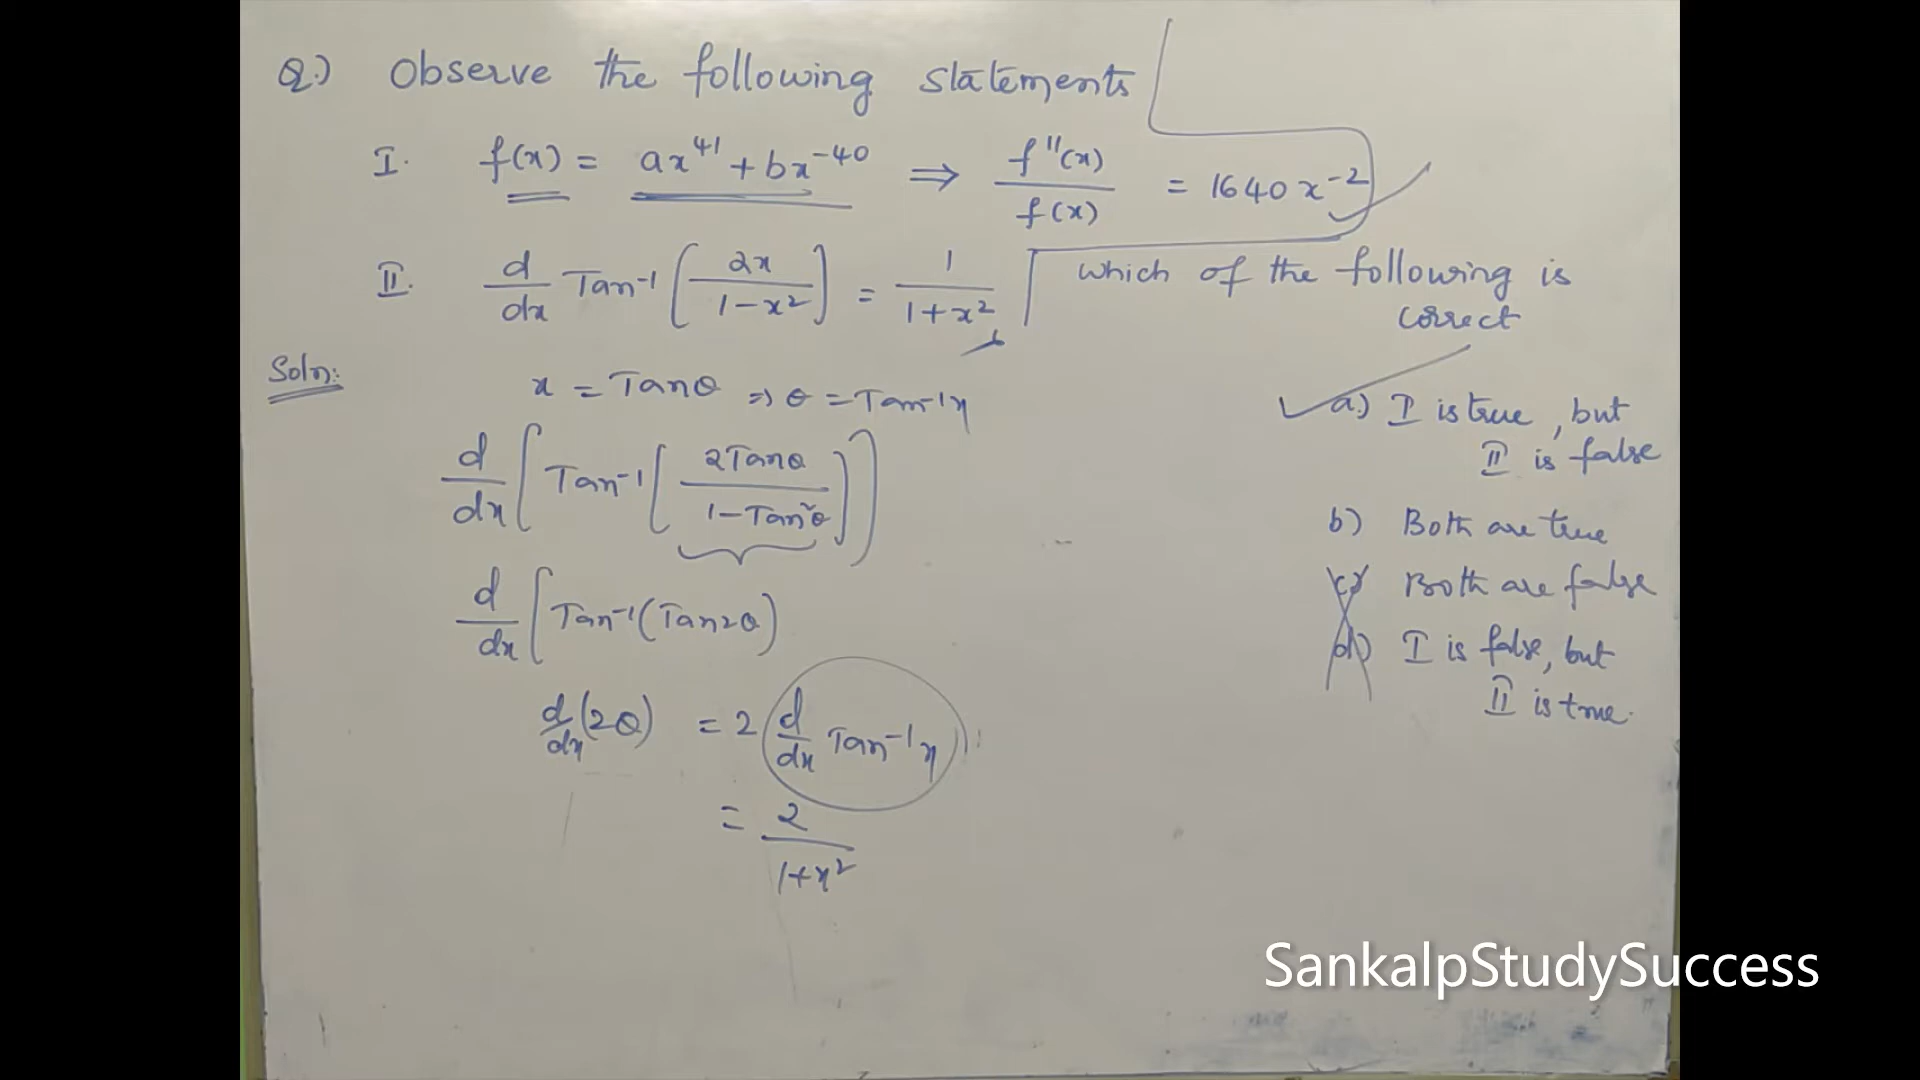 Q.) Observe the following statements
I. f(x) = ax^41 + bx^-40 ⇒ f''(x)/f(x) = 1640 x^-2
II. d/dx Tan^-1 [2x/(1-x^2)] = 1/(1+x^2)
which of the following is
correct
Soln:
x = Tanθ ⇒ θ = Tan^-1 x
d/dx [Tan^-1 [2Tanθ/(1-Tan^2θ)]]
d/dx [Tan^-1 (Tan2θ)
d/dx (2θ) = 2 d/dx Tan^-1 x
= 2/(1+x^2)
a.) I is true, but
II is false
b) Both are true
c) Both are false
d) I is false, but
II is true.
SankalpStudySuccess